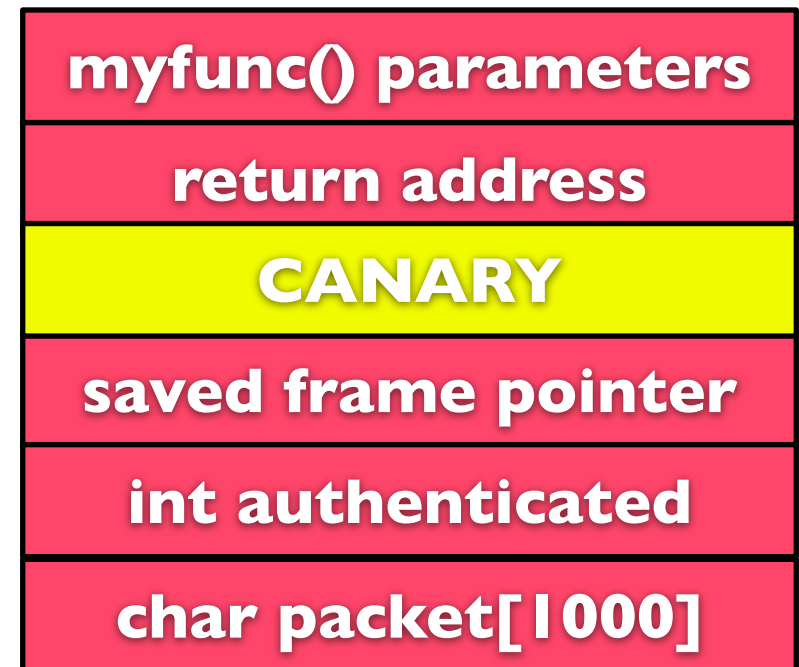 myfunc() parameters
return address
CANARY
saved frame pointer
int authenticated
char packet[1000]